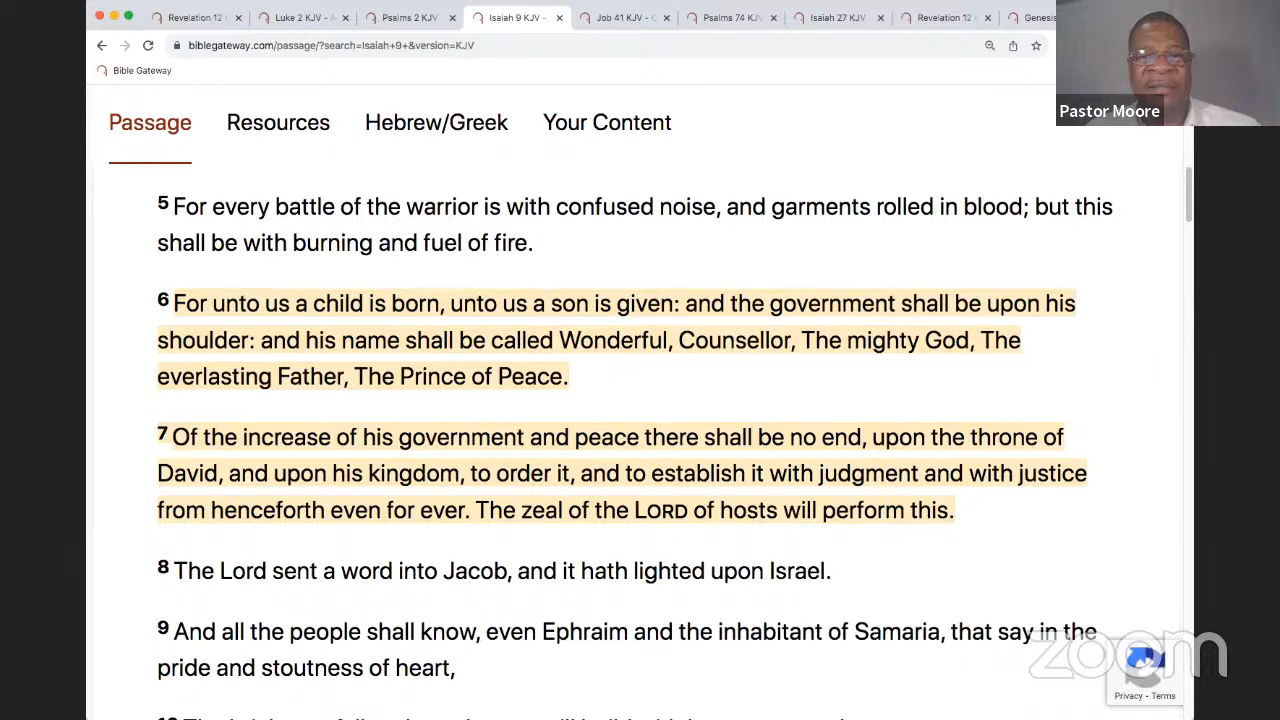 Revelation 12
Luke 2 KJV -
Psalms 2 KJV
Isaiah 9 KJV -
Job 41 KJV -
Psalms 74 KJV
Isaiah 27 KJV
Revelation 12
Genesis
biblegateway.com/passage/?search=Isaiah+9+&version=KJV
Bible Gateway
Pastor Moore
Passage
Resources
Hebrew/Greek
Your Content
5 For every battle of the warrior is with confused noise, and garments rolled in blood; but this
shall be with burning and fuel of fire.
6 For unto us a child is born, unto us a son is given: and the government shall be upon his
shoulder: and his name shall be called Wonderful, Counsellor, The mighty God, The
everlasting Father, The Prince of Peace.
7 Of the increase of his government and peace there shall be no end, upon the throne of
David, and upon his kingdom, to order it, and to establish it with judgment and with justice
from henceforth even for ever. The zeal of the LORD of hosts will perform this.
8 The Lord sent a word into Jacob, and it hath lighted upon Israel.
9 And all the people shall know, even Ephraim and the inhabitant of Samaria, that say in the
pride and stoutness of heart,
zoom
Privacy - Terms